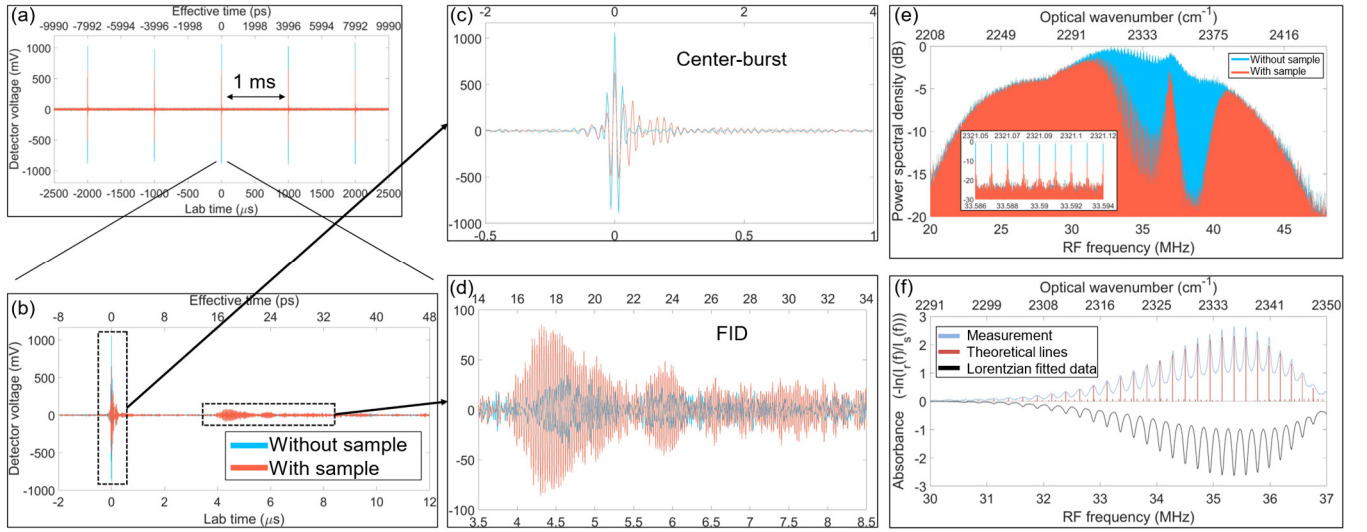 (a)
Effective time (ps)
-9990 -7992 -5994 -3996 -1998 0 1998 3996 5994 7992 9990
1000
500
0
-500
-1000
Detector voltage (mV)
1 ms
-2500 -2000 -1500 -1000 -500 0 500 1000 1500 2000 2500
Lab time (μs)
(b)
Effective time (ps)
-8 0 8 16 24 32 40 48
1000
500
0
-500
-1000
Detector voltage (mV)
Without sample
With sample
-2 0 2 4 6 8 10 12
Lab time (μs)
(c)
-2 0 2 4
1000
500
0
-500
-1000
Center-burst
-0.5 0 0.5 1
(d)
14 16 18 20 22 24 26 28 30 32 34
100
50
0
-50
-100
FID
3.5 4 4.5 5 5.5 6 6.5 7 7.5 8 8.5
(e)
Optical wavenumber (cm-1)
2208 2249 2291 2333 2375 2416
0
-5
-10
-15
-20
Power spectral density (dB)
Without sample
With sample
2321.05 2321.07 2321.09 2321.1 2321.12
0
-10
-20
-30
33.586 33.588 33.59 33.592 33.594
20 25 30 35 40 45
RF frequency (MHz)
(f)
Optical wavenumber (cm-1)
2291 2299 2308 2316 2325 2333 2341 2350
3
2
1
0
-1
-2
-3
Absorbance (-ln(Ir(f)/Is(f)))
Measurement
Theoretical lines
Lorentzian fitted data
30 31 32 33 34 35 36 37
RF frequency (MHz)